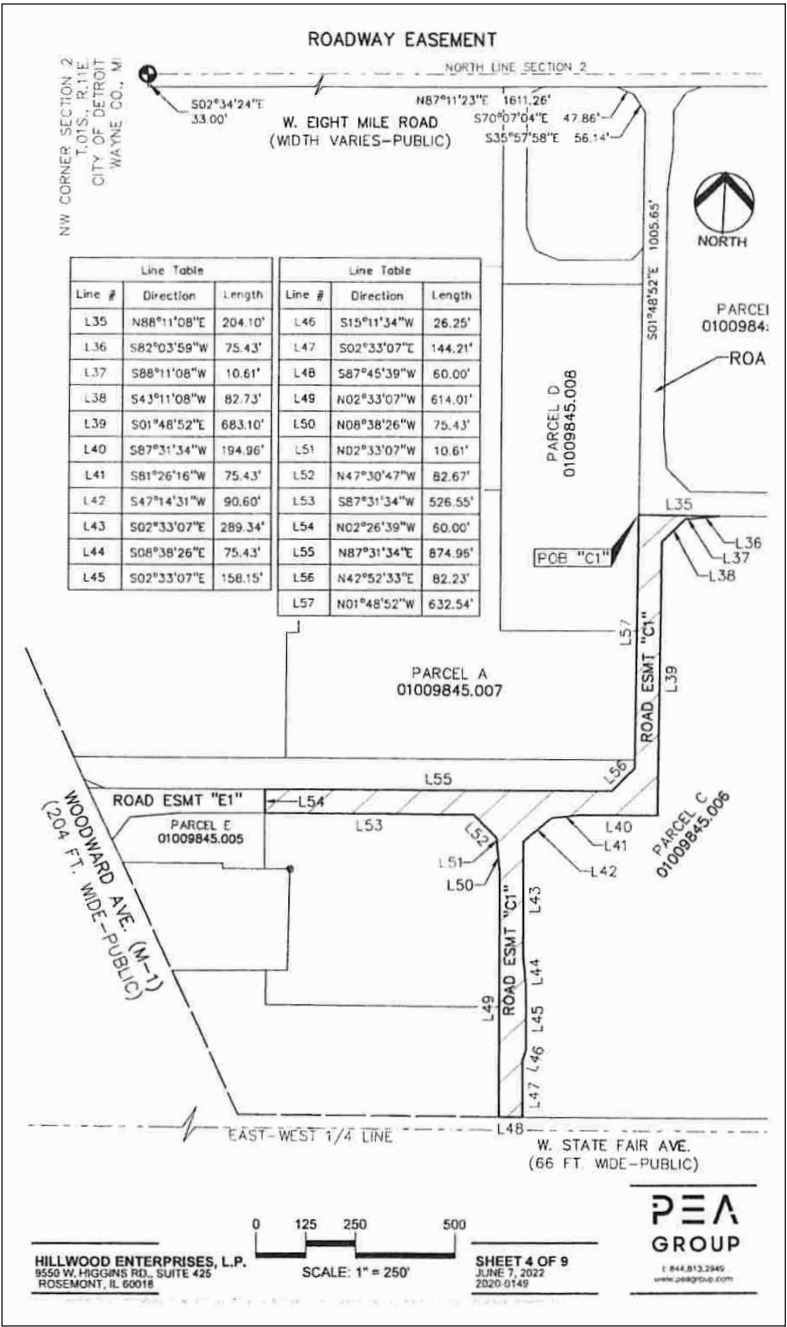 ROADWAY EASEMENT
NW CORNER SECTION 2
T.01S., R.11E.
CITY OF DETROIT
WAYNE CO., MI
NORTH LINE SECTION 2
S02°34'24"E
33.00'
N87°11'23"E 1611.26'
W. EIGHT MILE ROAD
(WIDTH VARIES-PUBLIC)
S70°07'04"E 47.86'
S35°57'58"E 56.14'
S01°48'52"E 1005.65'
NORTH
PARCEL
0100984
ROA
PARCEL D
01009845.008
Line Table
Line # Direction Length
L35 N88°11'08"E 204.10'
L36 S82°03'59"W 75.43'
L37 S88°11'08"W 10.61'
L38 S43°11'08"W 82.73'
L39 S01°48'52"E 683.10'
L40 S87°31'34"W 194.96'
L41 S81°26'16"W 75.43'
L42 S47°14'31"W 90.60'
L43 S02°33'07"E 289.34'
L44 S08°38'26"E 75.43'
L45 S02°33'07"E 158.15'
Line Table
Line # Direction Length
L46 S15°11'34"W 26.25'
L47 S02°33'07"E 144.21'
L48 S87°45'39"W 60.00'
L49 N02°33'07"W 614.01'
L50 N08°38'26"W 75.43'
L51 N02°33'07"W 10.61'
L52 N47°30'47"W 82.67'
L53 S87°31'34"W 526.55'
L54 N02°26'39"W 60.00'
L55 N87°31'34"E 874.95'
L56 N42°52'33"E 82.23'
L57 N01°48'52"W 632.54'
L35
L36
L37
L38
POB "C1"
L57
ROAD ESMT "C1"
L39
PARCEL A
01009845.007
L55
L56
ROAD ESMT "E1"
L54
PARCEL E
01009845.005
L53
L52
L51
L50
L40
L41
L42
PARCEL C
01009845.006
WOODWARD AVE. (M-1)
(204 FT. WIDE-PUBLIC)
L49
ROAD ESMT "C1"
L43
L44
L45
L46
L47
L48
EAST-WEST 1/4 LINE
W. STATE FAIR AVE.
(66 FT. WIDE-PUBLIC)
0 125 250 500
SCALE: 1" = 250'
HILLWOOD ENTERPRISES, L.P.
9550 W. HIGGINS RD., SUITE 425
ROSEMONT, IL 60018
SHEET 4 OF 9
JUNE 7, 2022
2020-0149
PEA
GROUP
t: 844.813.2949
www.peagroup.com